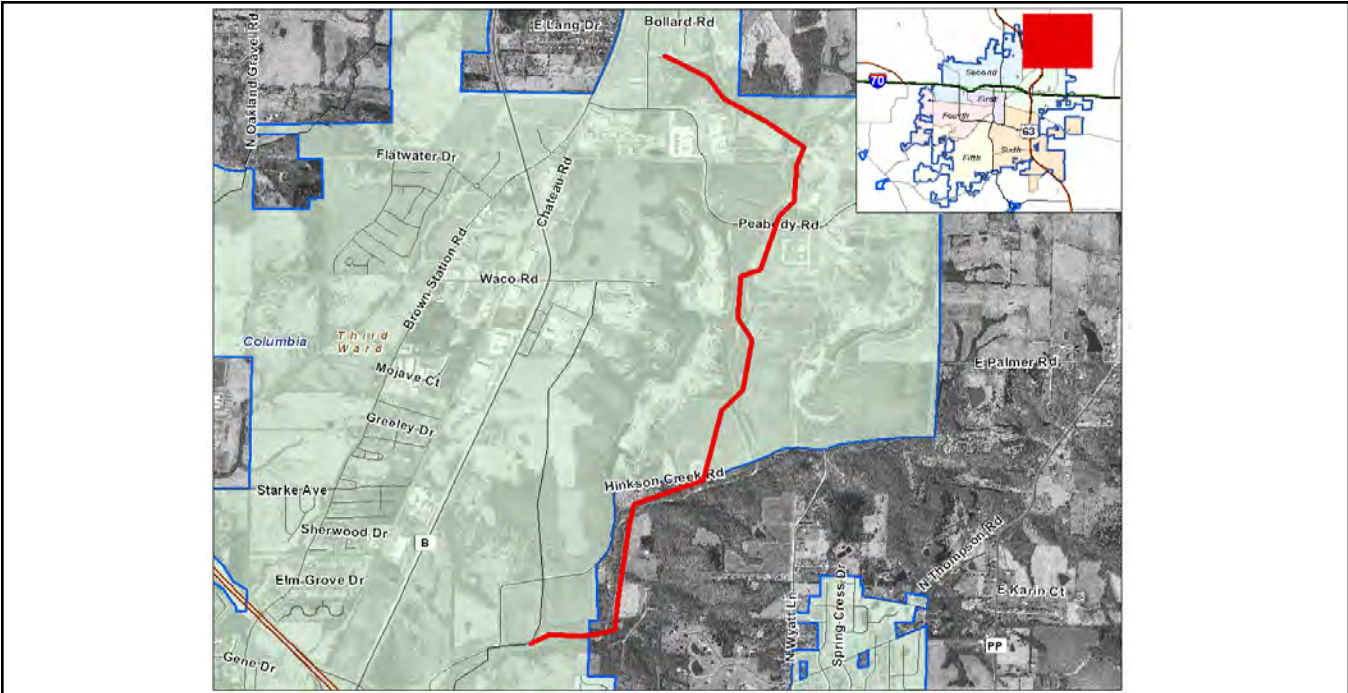 Bollard Rd
E Lang Dr
N Oakland Gravel Rd
70
Second
First
Fourth
63
Sixth
Fifth
Flatwater Dr
Chateau Rd
Peabody Rd
Brown Station Rd
Waco Rd
Columbia
Third
Ward
E Palmer Rd
Mojave Ct
Greeley Dr
Hinkson Creek Rd
Starke Ave
Sherwood Dr
B
N Thompson Rd
Elm Grove Dr
E Karin Ct
N Wyatt Ln
Spring Cress Dr
PP
Gene Dr